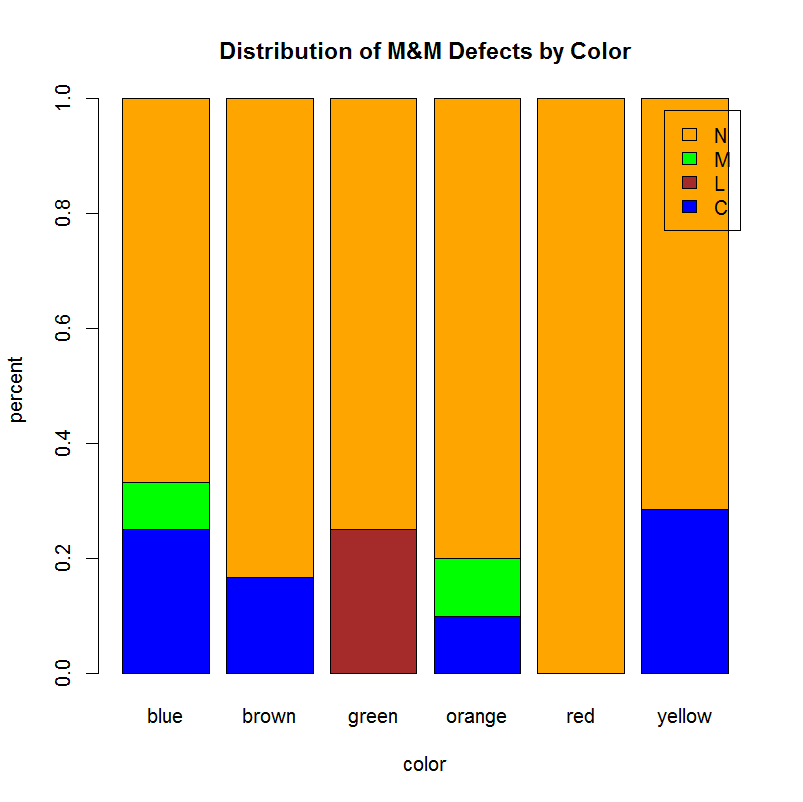 Distribution of M&M Defects by Color
1.0
0.8
0.6
0.4
0.2
0.0
percent
N
M
L
C
blue brown green orange red yellow
color